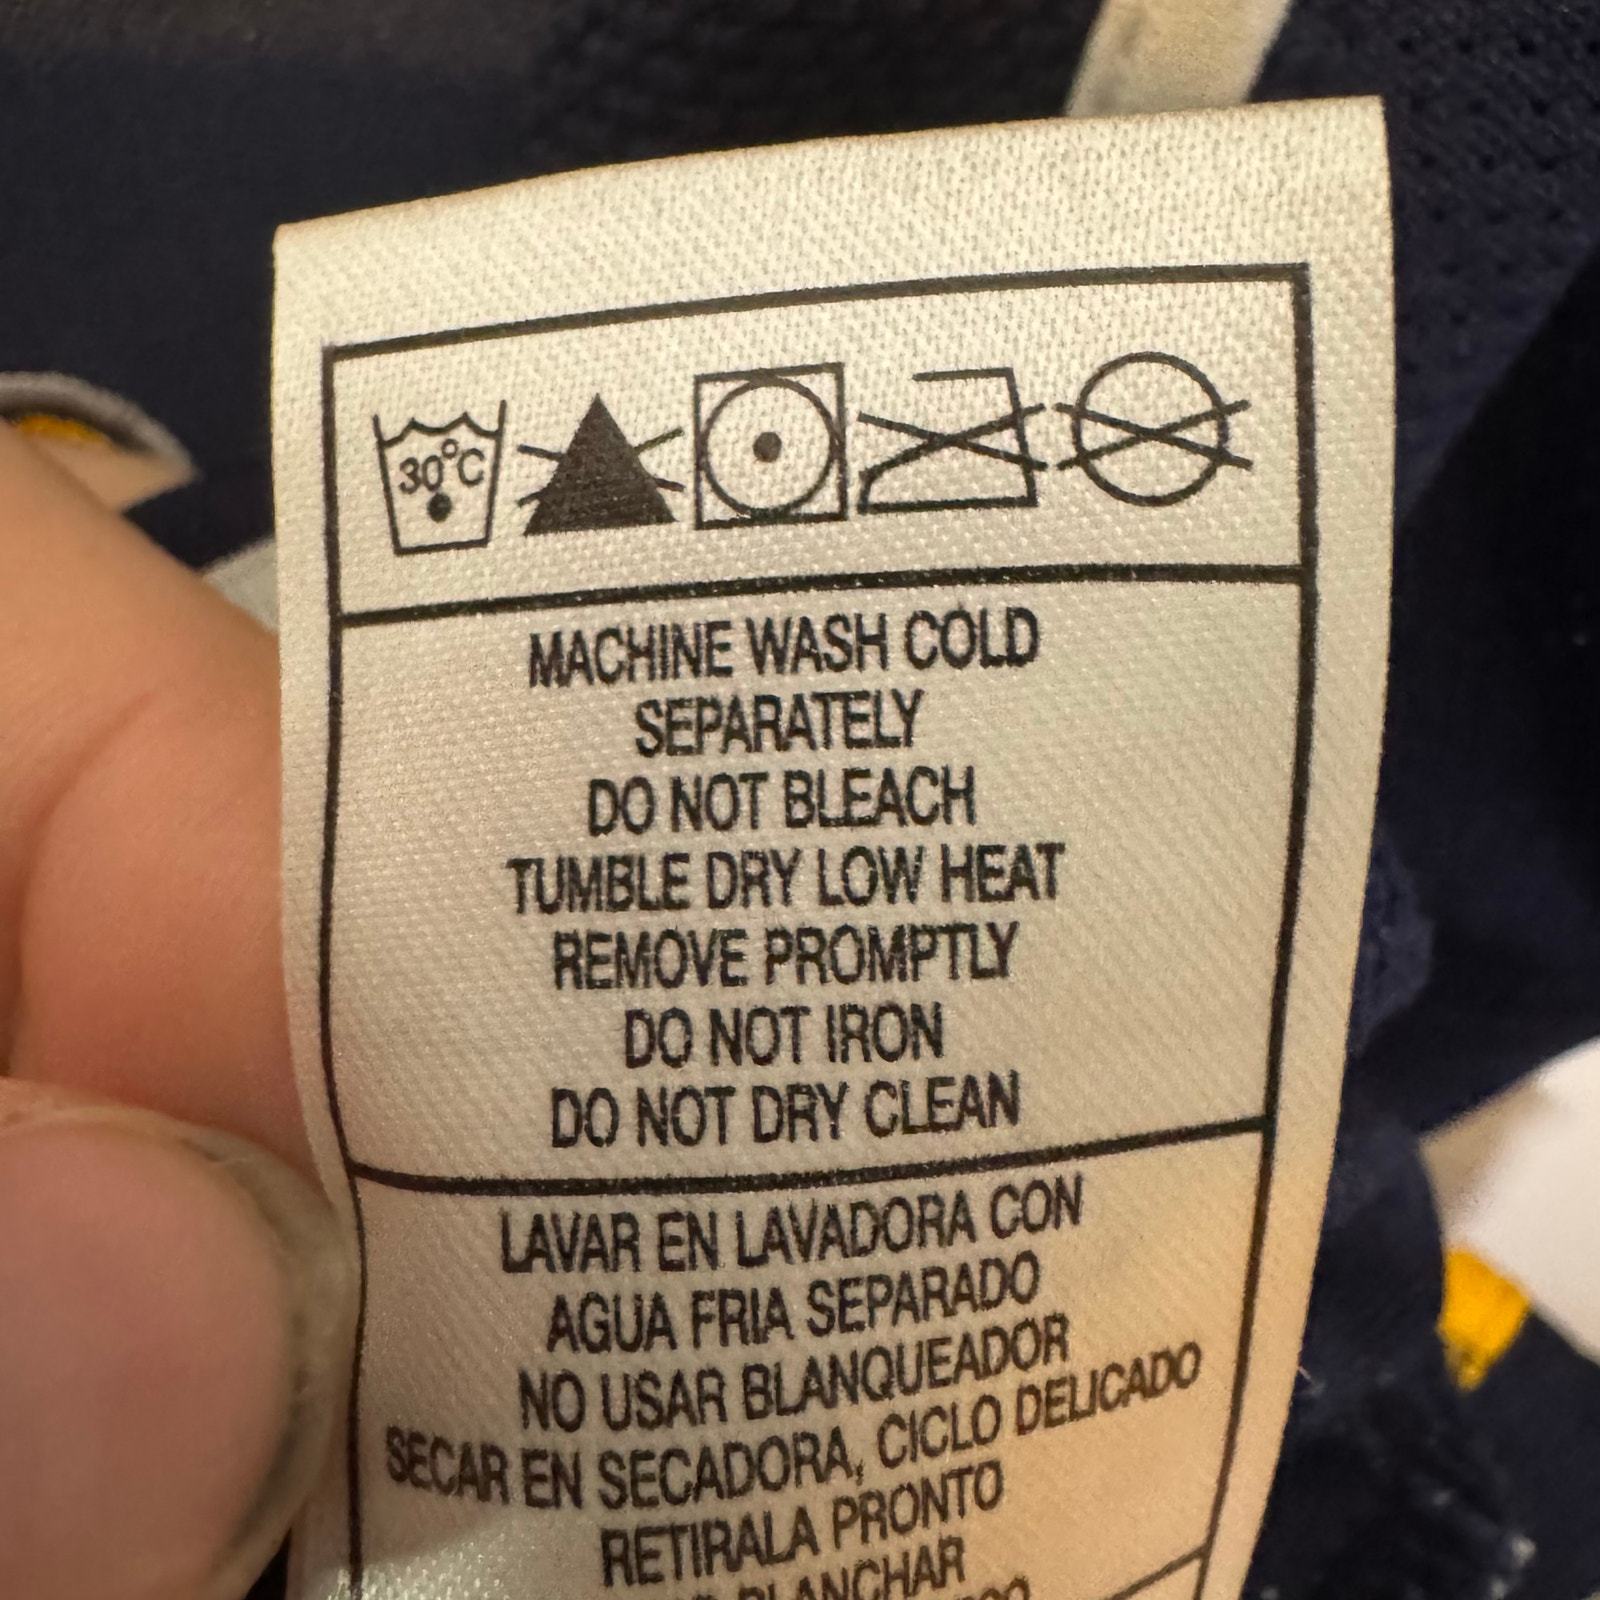 30°C
MACHINE WASH COLD
SEPARATELY
DO NOT BLEACH
TUMBLE DRY LOW HEAT
REMOVE PROMPTLY
DO NOT IRON
DO NOT DRY CLEAN
LAVAR EN LAVADORA CON
AGUA FRIA SEPARADO
NO USAR BLANQUEADOR
SECAR EN SECADORA, CICLO DELICADO
RETIRALA PRONTO
PLANCHAR